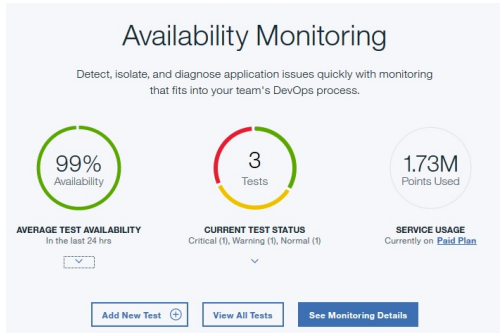 Availability Monitoring
Detect, isolate, and diagnose application issues quickly with monitoring
that fits into your team's DevOps process.
99%
Availability
3
Tests
1.73M
Points Used
AVERAGE TEST AVAILABILITY
In the last 24 hrs
CURRENT TEST STATUS
Critical (1), Warning (1), Normal (1)
SERVICE USAGE
Currently on Paid Plan
Add New Test
View All Tests
See Monitoring Details